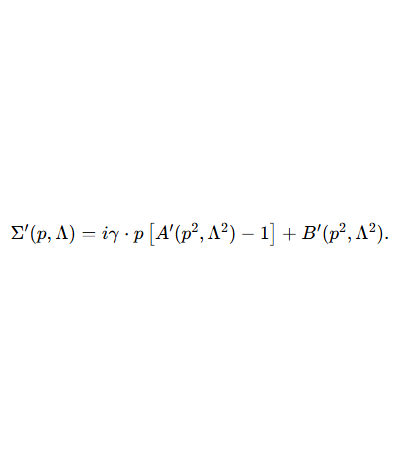 Σ′(p, Λ) = iγ · p [A′(p², Λ²) − 1] + B′(p², Λ²).